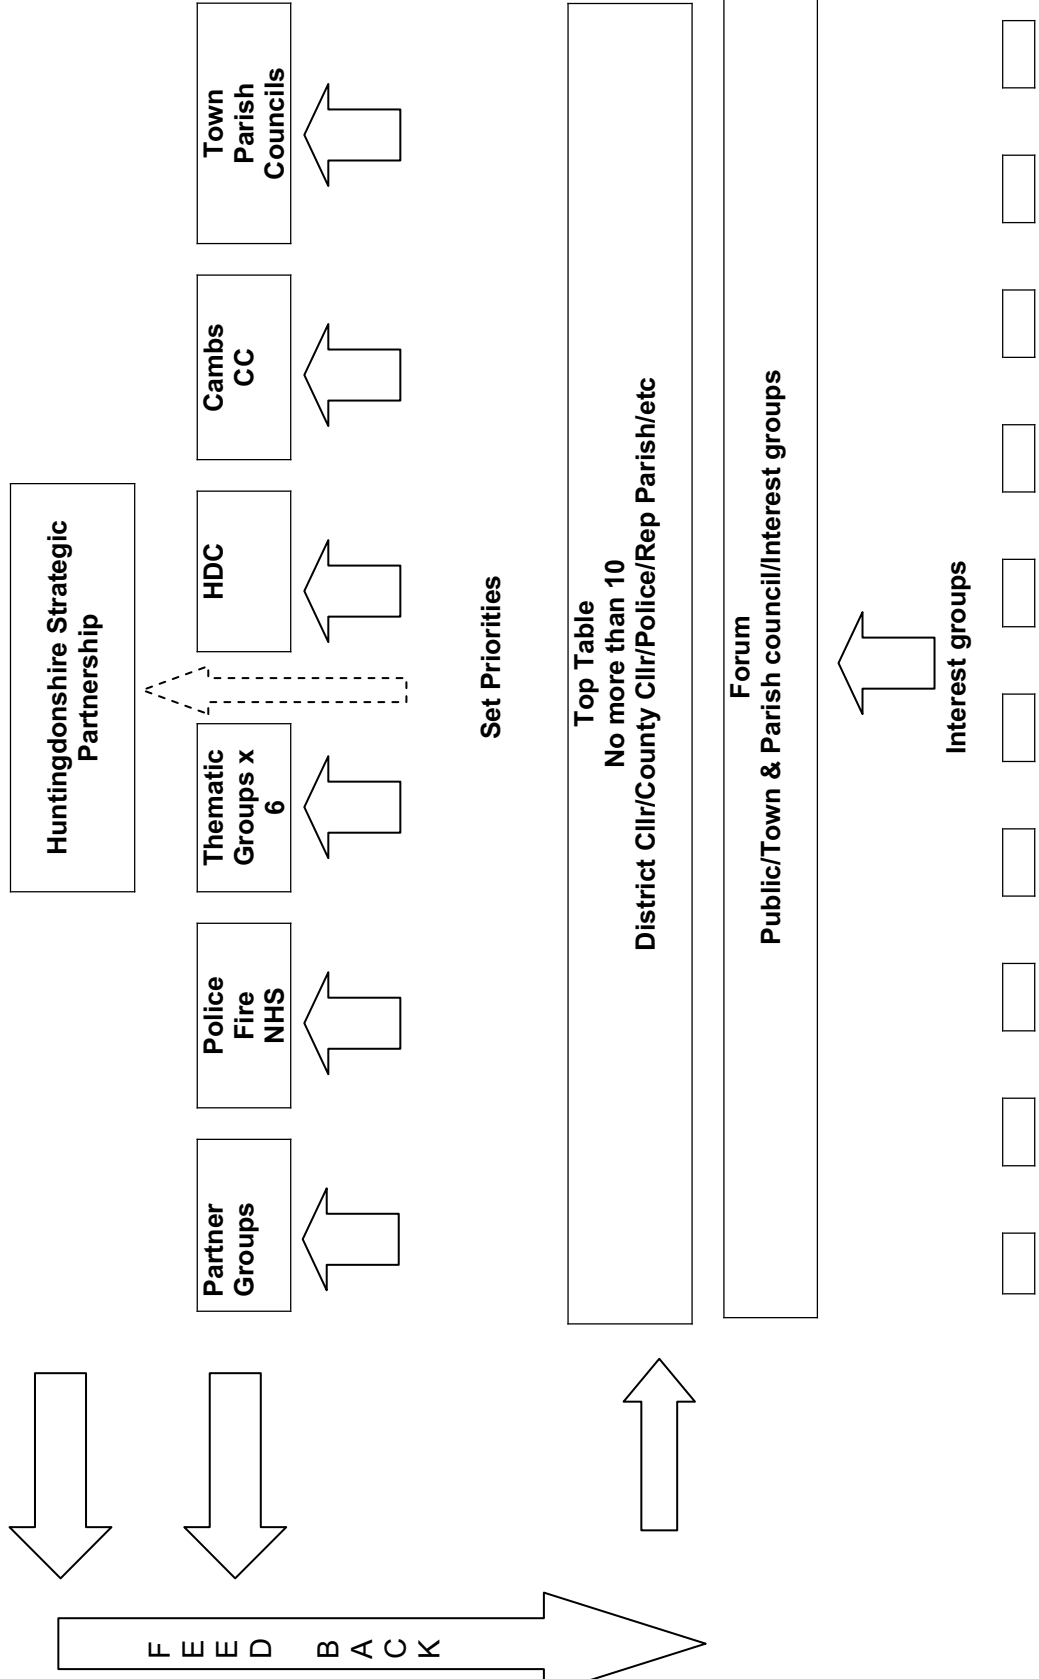 Huntingdonshire Strategic
Partnership
Partner
Groups
Police
Fire
NHS
Thematic
Groups x
6
HDC
Cambs
CC
Town
Parish
Councils
F
E
E
D
B
A
C
K
Set Priorities
Top Table
No more than 10
District Cllr/County Cllr/Police/Rep Parish/etc
Forum
Public/Town & Parish council/Interest groups
Interest groups